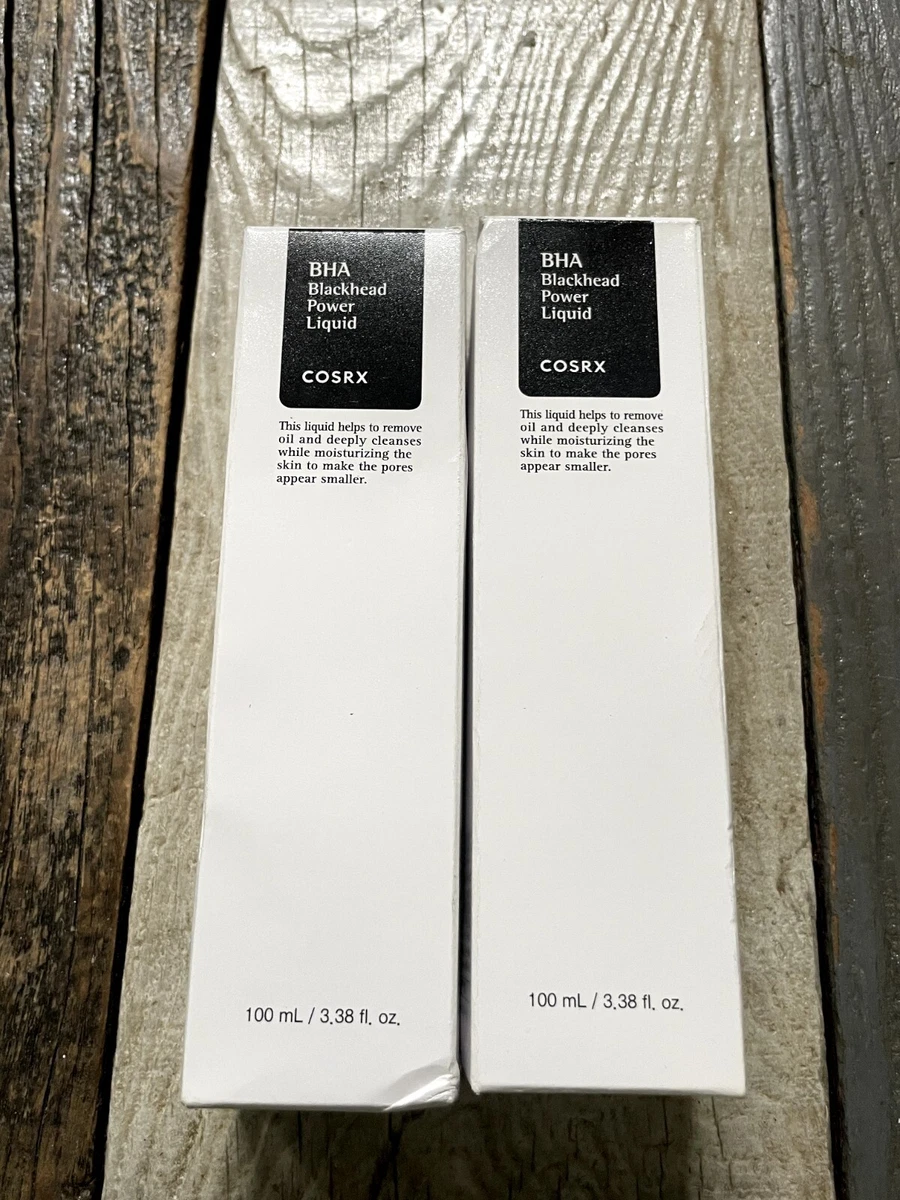 BHA
Blackhead
Power
Liquid
COSRX
This liquid helps to remove
oil and deeply cleanses
while moisturizing the
skin to make the pores
appear smaller.
100 mL / 3.38 fl. oz.
BHA
Blackhead
Power
Liquid
COSRX
This liquid helps to remove
oil and deeply cleanses
while moisturizing the
skin to make the pores
appear smaller.
100 mL / 3.38 fl. oz.